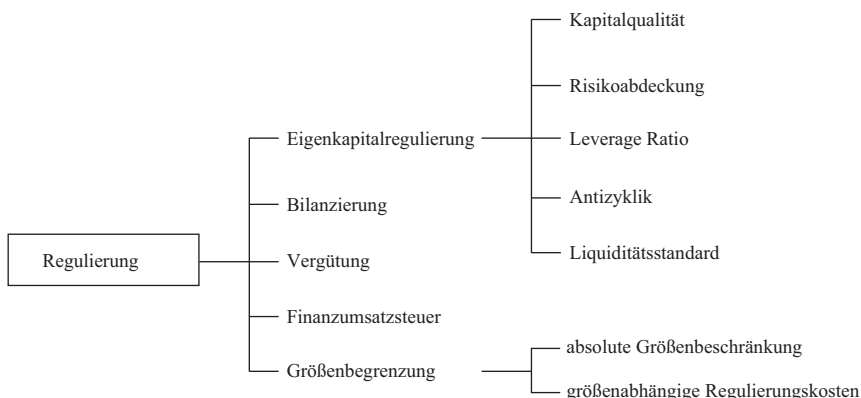 Regulierung
Eigenkapitalregulierung
Bilanzierung
Vergütung
Finanzumsatzsteuer
Größenbegrenzung
Kapitalqualität
Risikoabdeckung
Leverage Ratio
Antizyklik
Liquiditätsstandard
absolute Größenbeschränkung
größenabhängige Regulierungskosten